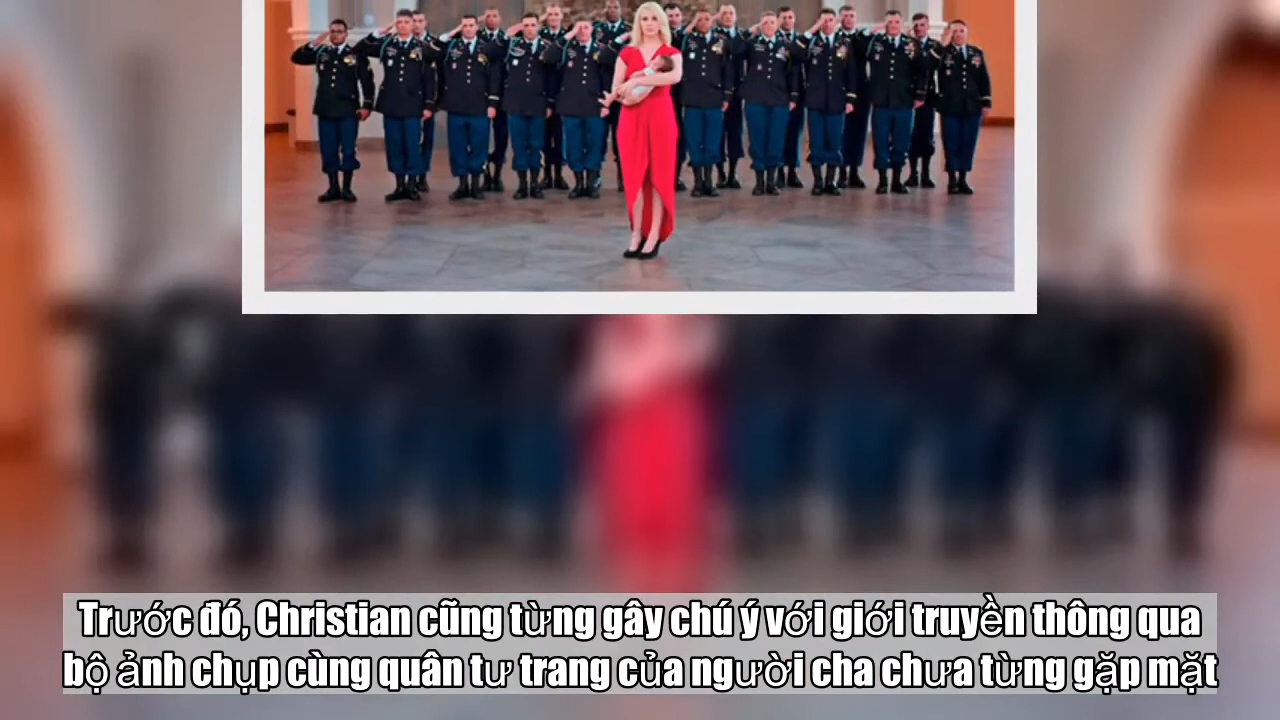 Trước đó, Christian cũng từng gây chú ý với giới truyền thông qua
bộ ảnh chụp cùng quân tư trang của người cha chưa từng gặp mặt